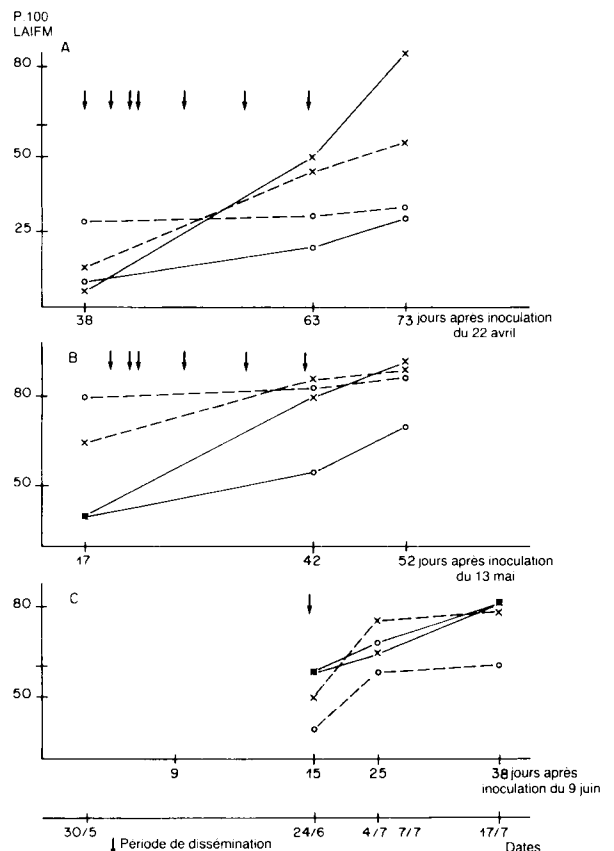 P.100
LAIFM
A
80
50
25
38 63 73 jours après inoculation
du 22 avril
B
80
50
17 42 52 jours après inoculation
du 13 mai
C
80
50
9 15 25 38 jours après
inoculation du 9 juin
30/5 24/6 4/7 7/7 17/7
Période de dissémination Dates